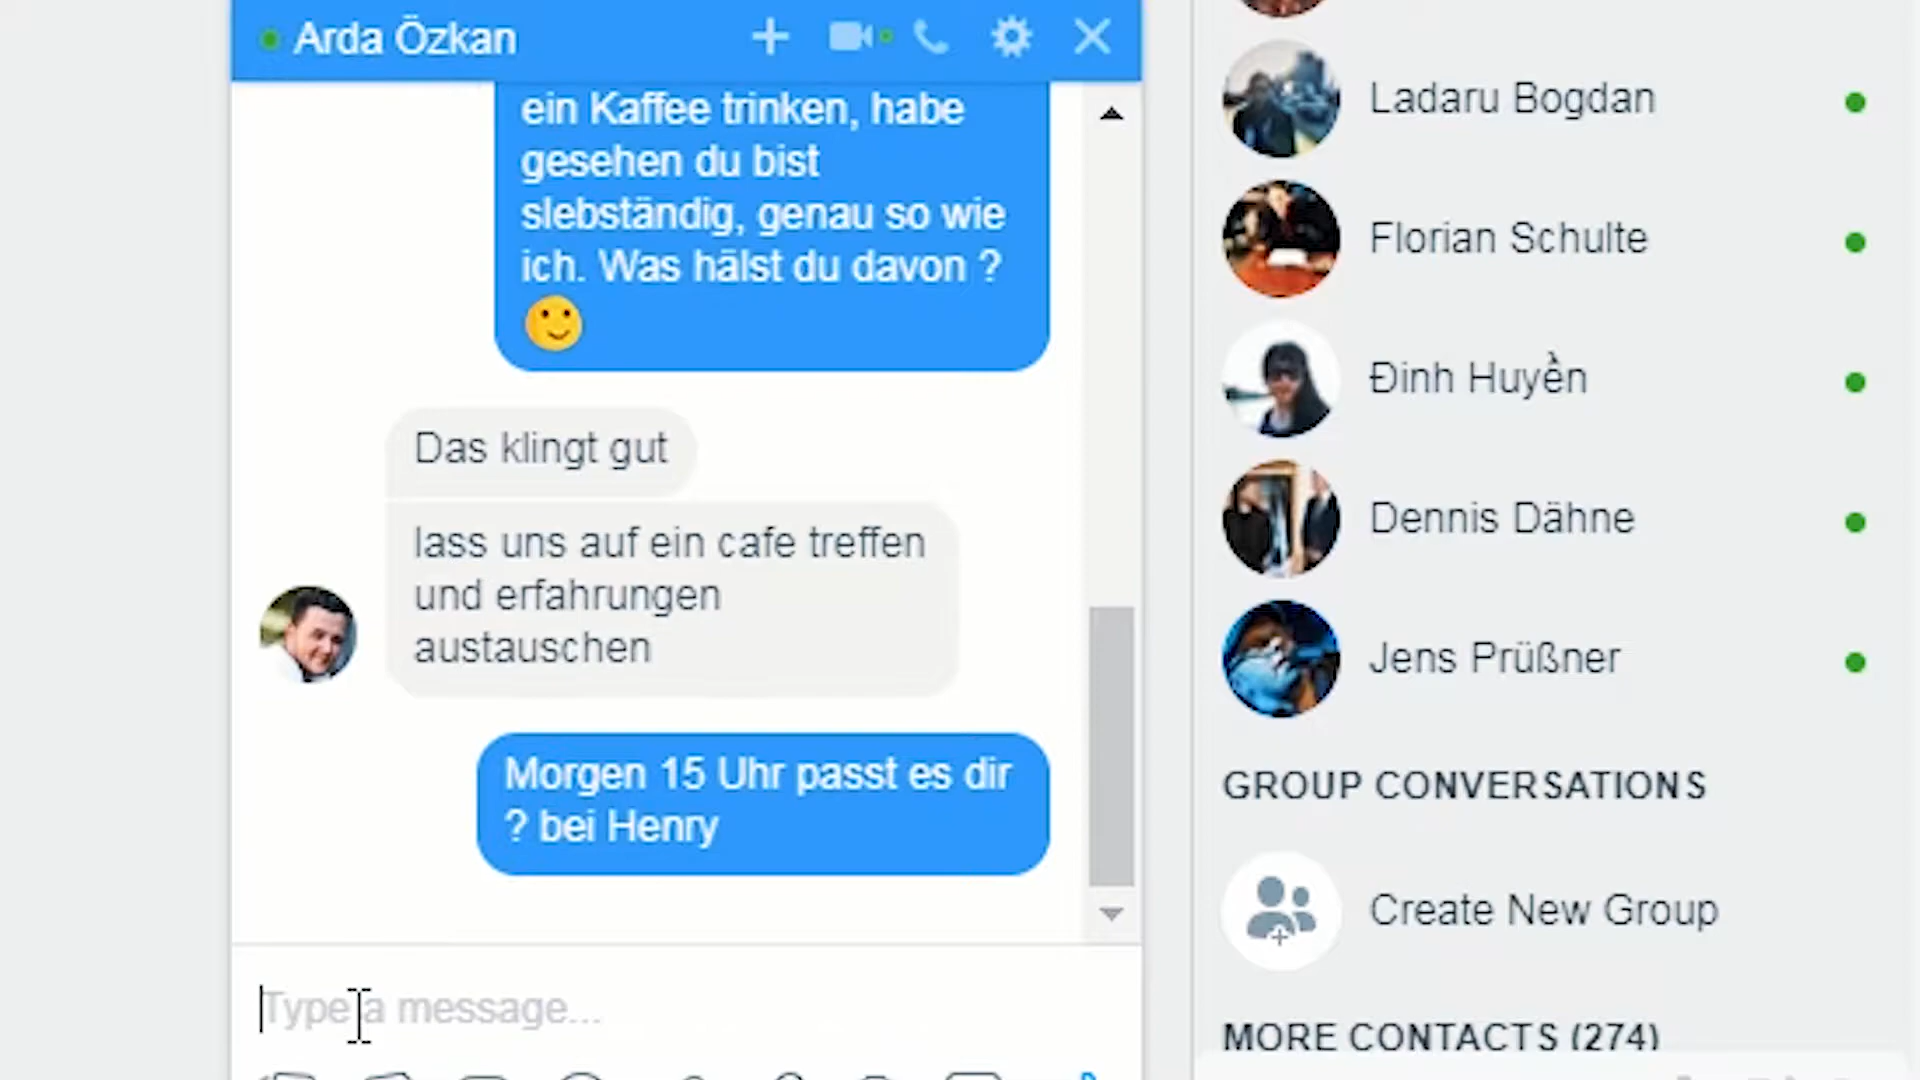 Arda Özkan
ein Kaffee trinken, habe
gesehen du bist
slebständig, genau so wie
ich. Was hälst du davon ?
🙂
Das klingt gut
lass uns auf ein cafe treffen
und erfahrungen
austauschen
Morgen 15 Uhr passt es dir
? bei Henry
Type a message...
Ladaru Bogdan
Florian Schulte
Đinh Huyền
Dennis Dähne
Jens Prüßner
GROUP CONVERSATIONS
Create New Group
MORE CONTACTS (274)